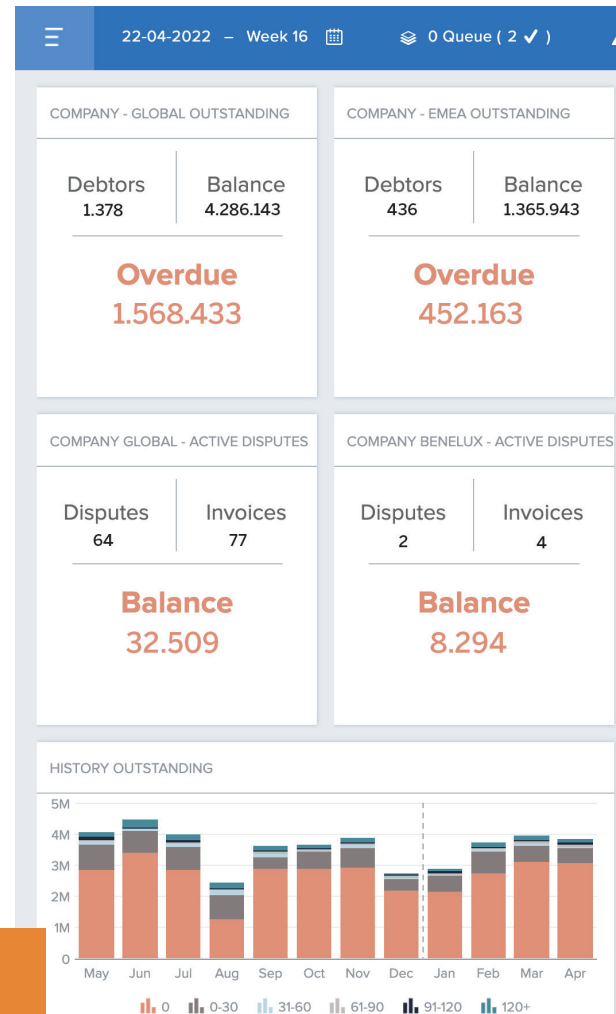 22-04-2022 – Week 16 0 Queue ( 2 ✔ )
COMPANY - GLOBAL OUTSTANDING
Debtors Balance
1.378 4.286.143
Overdue
1.568.433
COMPANY - EMEA OUTSTANDING
Debtors Balance
436 1.365.943
Overdue
452.163
COMPANY GLOBAL - ACTIVE DISPUTES
Disputes Invoices
64 77
Balance
32.509
COMPANY BENELUX - ACTIVE DISPUTES
Disputes Invoices
2 4
Balance
8.294
HISTORY OUTSTANDING
5M
4M
3M
2M
1M
0
May Jun Jul Aug Sep Oct Nov Dec Jan Feb Mar Apr
0 0-30 31-60 61-90 91-120 120+